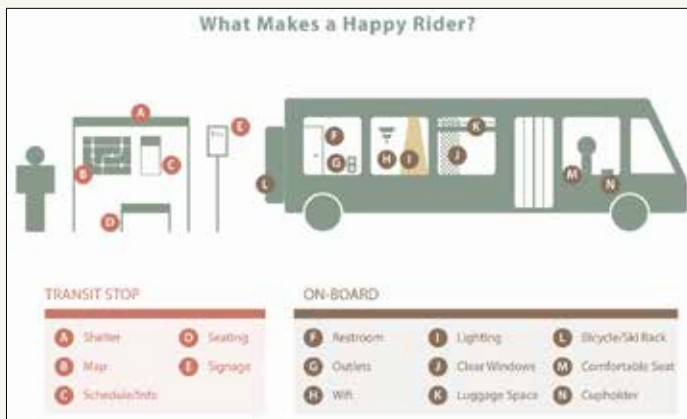 What Makes a Happy Rider?
A
E
B
C
D
F
G
H
I
J
K
L
M
N
TRANSIT STOP
A Shelter
B Map
C Schedule/Info
D Seating
E Signage
ON-BOARD
F Restroom
G Outlets
H Wifi
I Lighting
J Clear Windows
K Luggage Space
L Bicycle/Ski Rack
M Comfortable Seat
N Cupholder